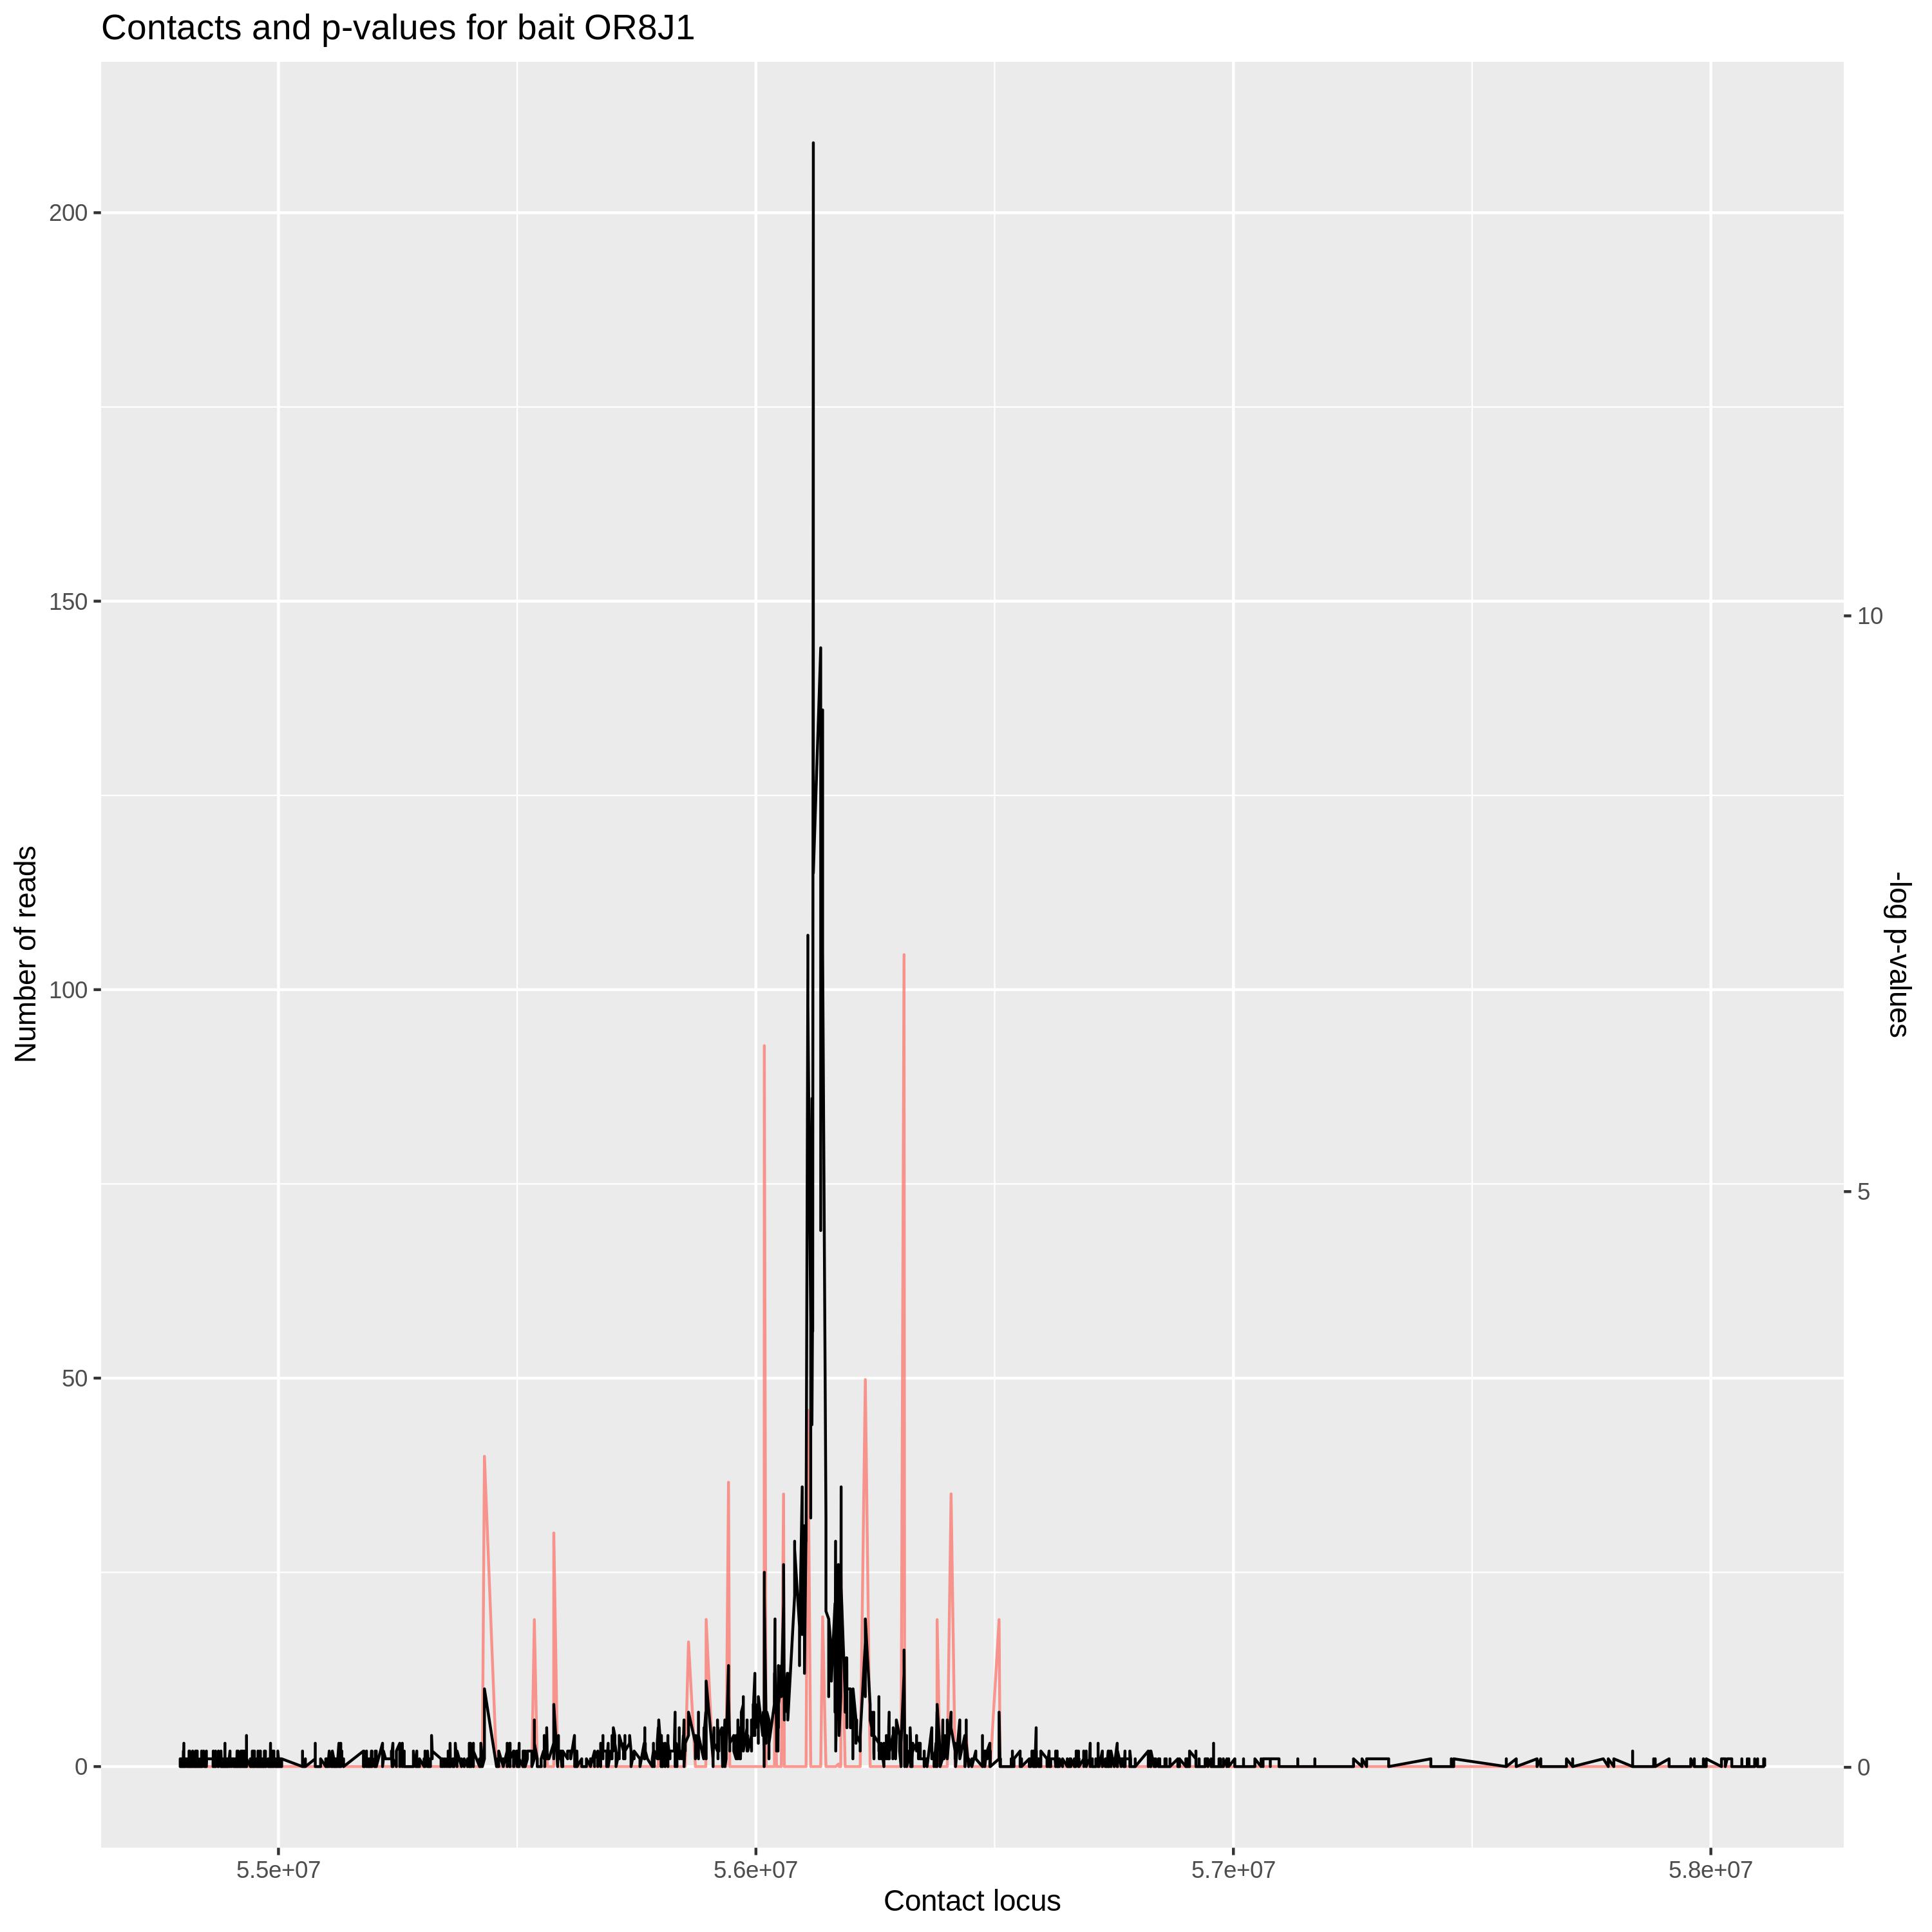 Contacts and p-values for bait OR8J1
200
150
100
50
0
10
5
0
Number of reads
-log p-values
5.5e+07
5.6e+07
5.7e+07
5.8e+07
Contact locus